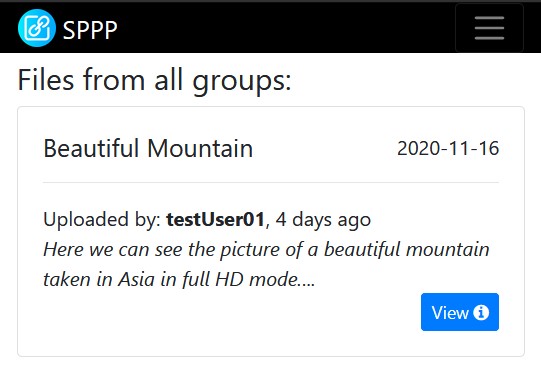 SPPP
Files from all groups:
Beautiful Mountain 2020-11-16
Uploaded by: testUser01, 4 days ago
Here we can see the picture of a beautiful mountain
taken in Asia in full HD mode....
View